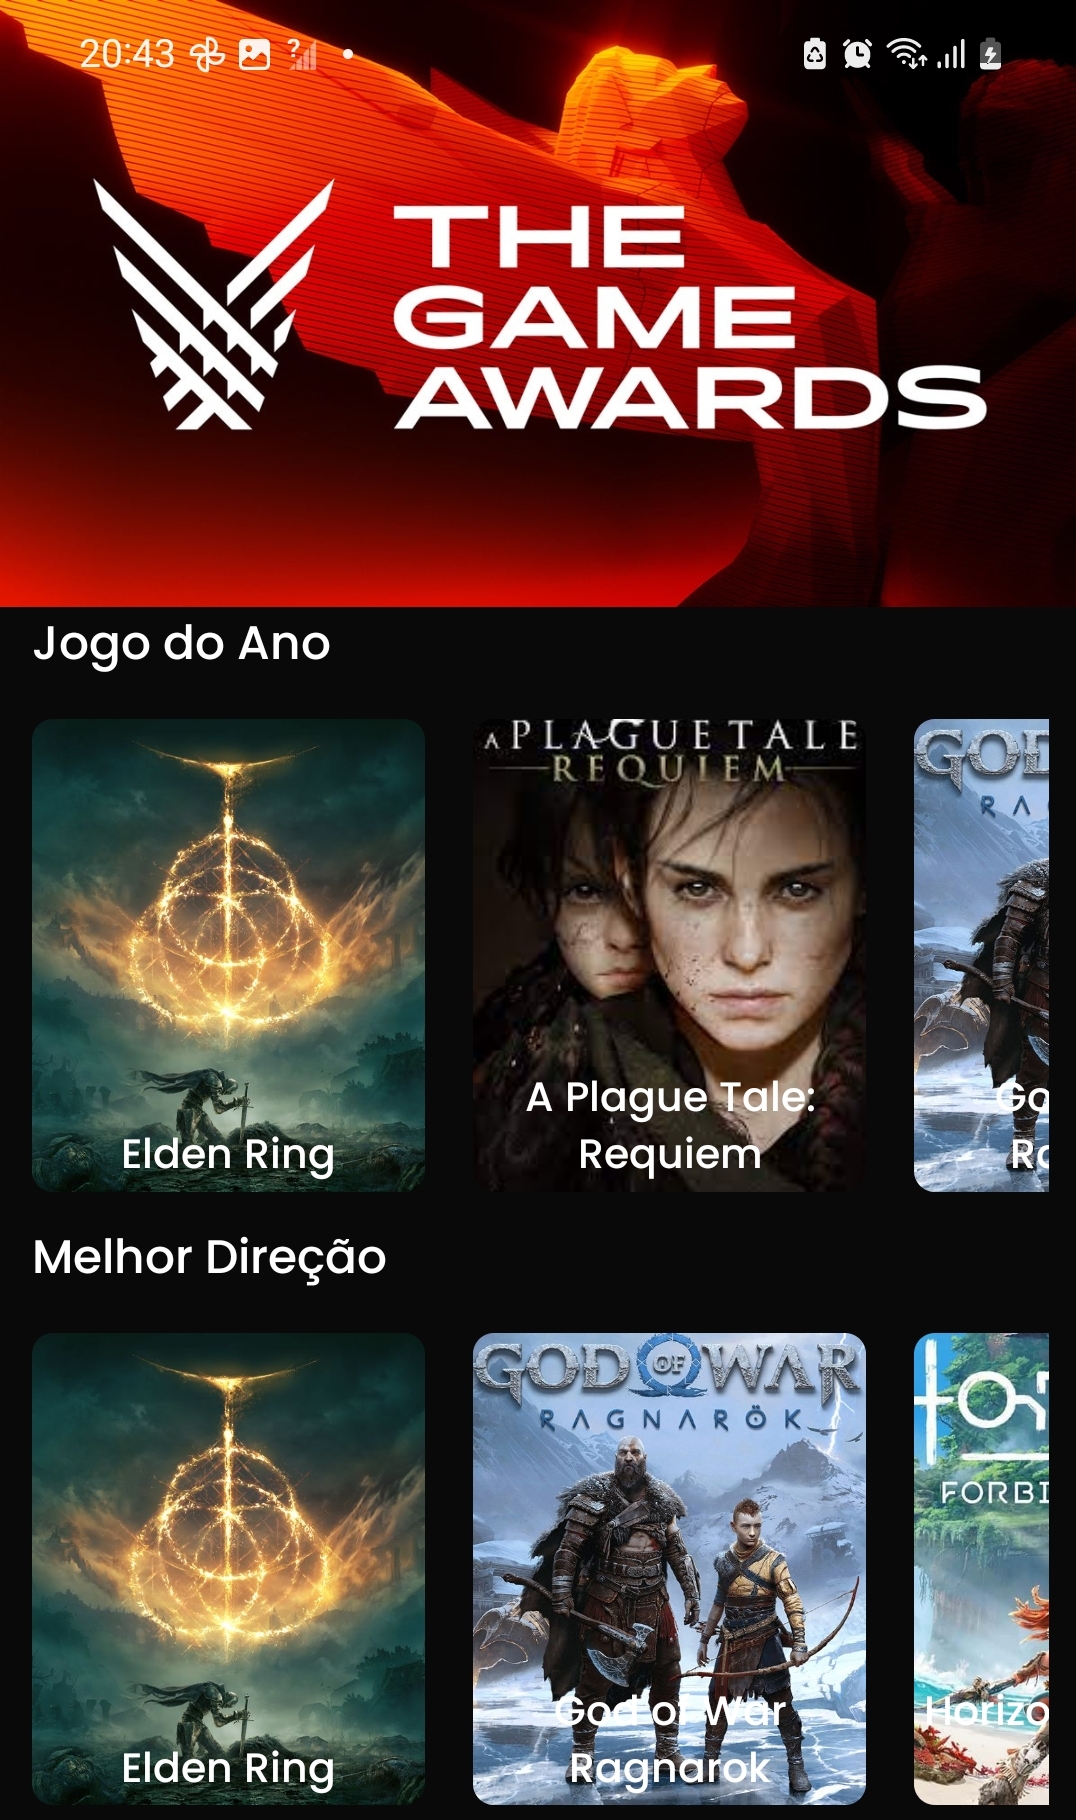 20:43
THE
GAME
AWARDS
Jogo do Ano
A PLAGUE TALE
REQUIEM
GOD
RA
Elden Ring
A Plague Tale:
Requiem
Go
Ra
Melhor Direção
GOD OF WAR
RAGNARÖK
FORBI
Elden Ring
God of War
Ragnarok
Horizo